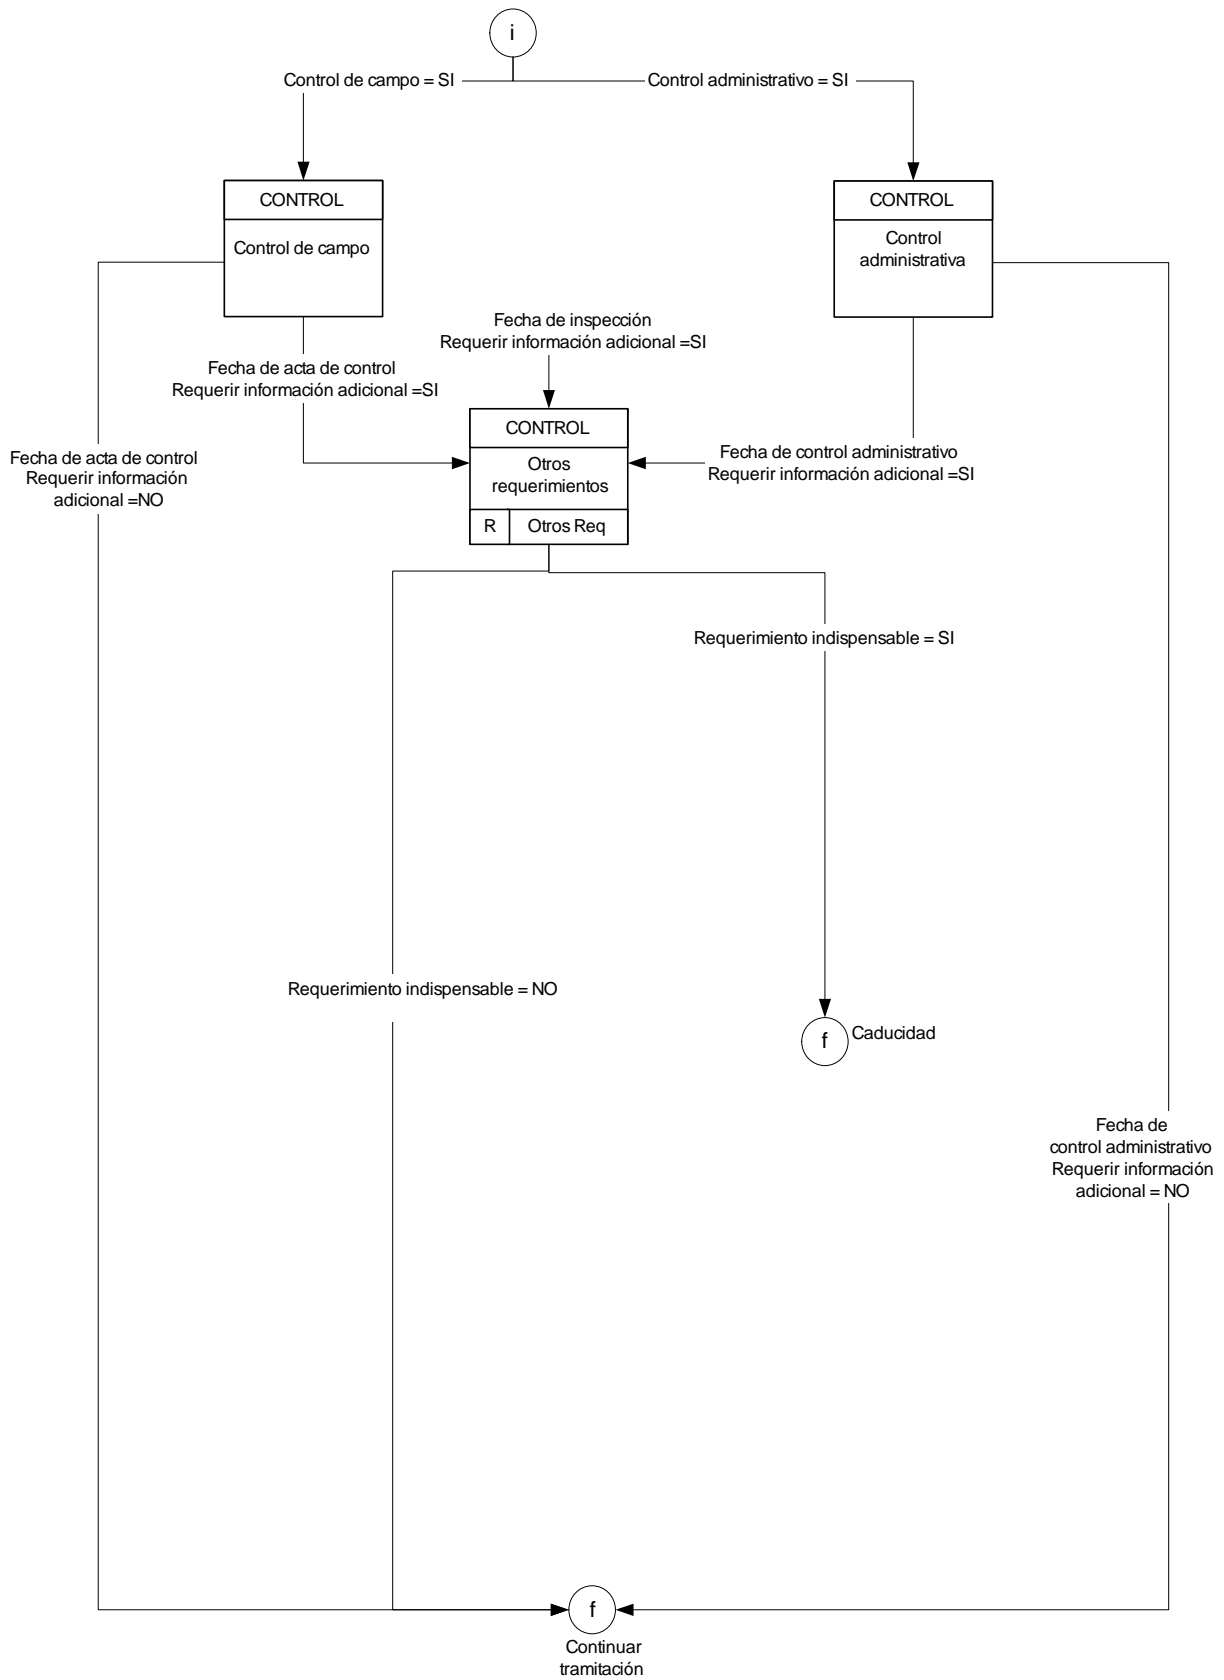 i
Control de campo = SI
Control administrativo = SI
CONTROL
Control de campo
CONTROL
Control
administrativa
Fecha de inspección
Requerir información adicional =SI
Fecha de acta de control
Requerir información adicional =SI
CONTROL
Otros
requerimientos
R
Otros Req
Fecha de control administrativo
Requerir información adicional =SI
Fecha de acta de control
Requerir información
adicional =NO
Requerimiento indispensable = SI
Requerimiento indispensable = NO
f
Caducidad
Fecha de
control administrativo
Requerir información
adicional = NO
f
Continuar
tramitación